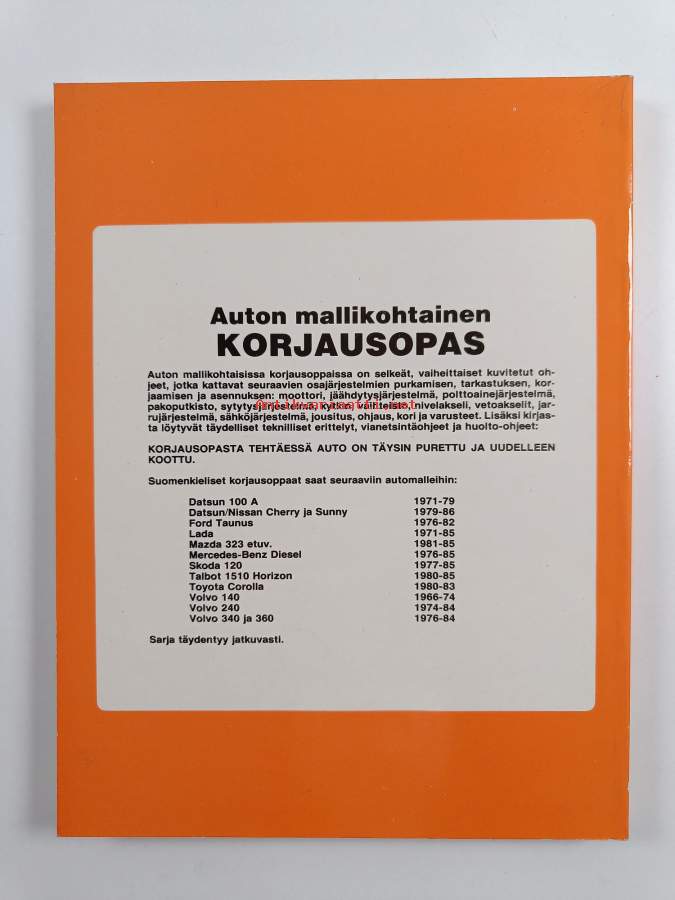 Auton mallikohtainen
KORJAUSOPAS
Auton mallikohtaisissa korjausoppaissa on selkeät, vaiheittaiset kuvitetut oh-
jeet, jotka kattavat seuraavien osajärjestelmien purkamisen, tarkastuksen, kor-
jaamisen ja asennuksen: moottori, jäähdytysjärjestelmä, polttoainejärjestelmä,
pakoputkisto, sytytysjärjestelmä, kytkin, vaihteisto, nivelakseli, vetoakselit, jar-
rujärjestelmä, sähköjärjestelmä, jousitus, ohjaus, kori ja varusteet. Lisäksi kirjas-
ta löytyvät täydelliset teknilliset erittelyt, vianetsintäohjeet ja huolto-ohjeet:
KORJAUSOPASTA TEHTÄESSÄ AUTO ON TÄYSIN PURETTU JA UUDELLEEN
KOOTTU.
Suomenkieliset korjausoppaat saat seuraaviin automalleihin:
Datsun 100 A 1971-79
Datsun/Nissan Cherry ja Sunny 1979-86
Ford Taunus 1976-82
Lada 1971-85
Mazda 323 etuv. 1981-85
Mercedes-Benz Diesel 1976-85
Skoda 120 1977-85
Talbot 1510 Horizon 1980-85
Toyota Corolla 1980-83
Volvo 140 1966-74
Volvo 240 1974-84
Volvo 340 ja 360 1976-84
Sarja täydentyy jatkuvasti.